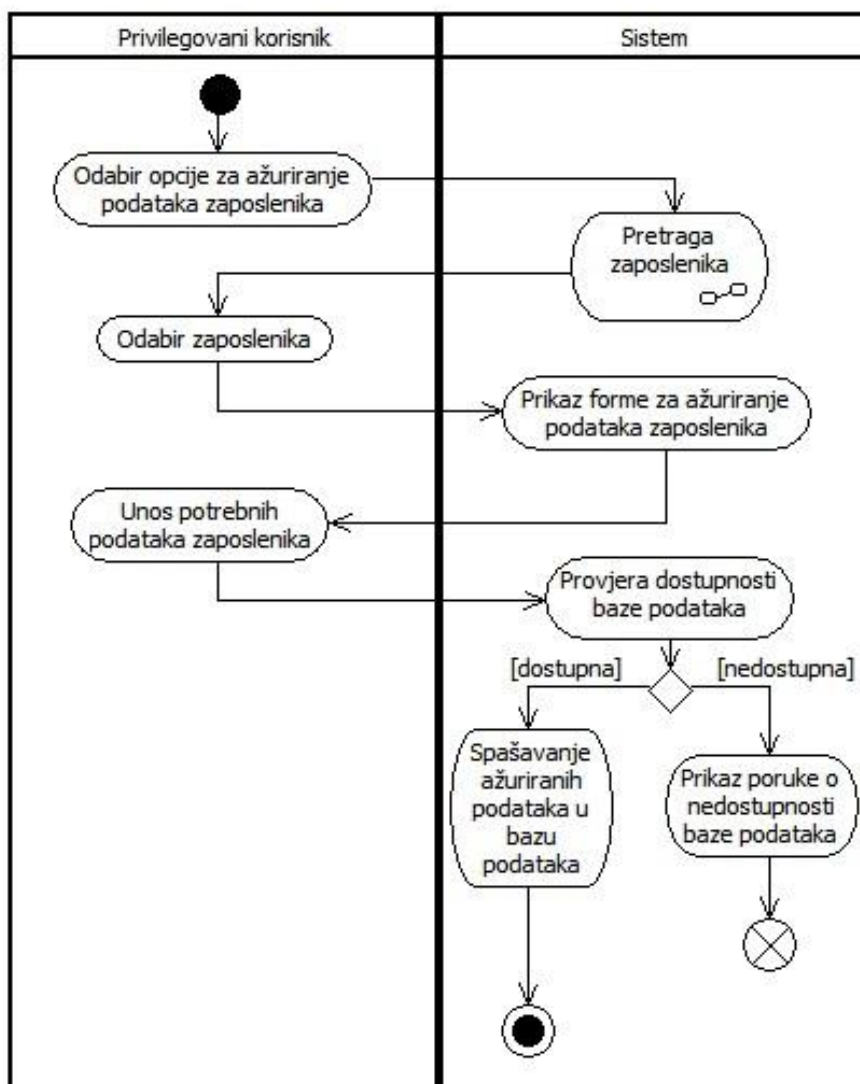 Privilegovani korisnik
Sistem
Odabir opcije za ažuriranje
podataka zaposlenika
Pretraga
zaposlenika
Odabir zaposlenika
Prikaz forme za ažuriranje
podataka zaposlenika
Unos potrebnih
podataka zaposlenika
Provjera dostupnosti
baze podataka
[dostupna]
[nedostupna]
Spašavanje
ažuriranih
podataka u
bazu
podataka
Prikaz poruke o
nedostupnosti
baze podataka